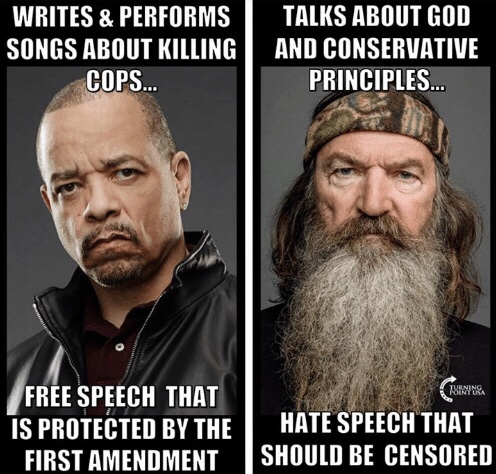 WRITES & PERFORMS
SONGS ABOUT KILLING
COPS...
FREE SPEECH THAT
IS PROTECTED BY THE
FIRST AMENDMENT
TALKS ABOUT GOD
AND CONSERVATIVE
PRINCIPLES...
TURNING
POINT USA
HATE SPEECH THAT
SHOULD BE CENSORED